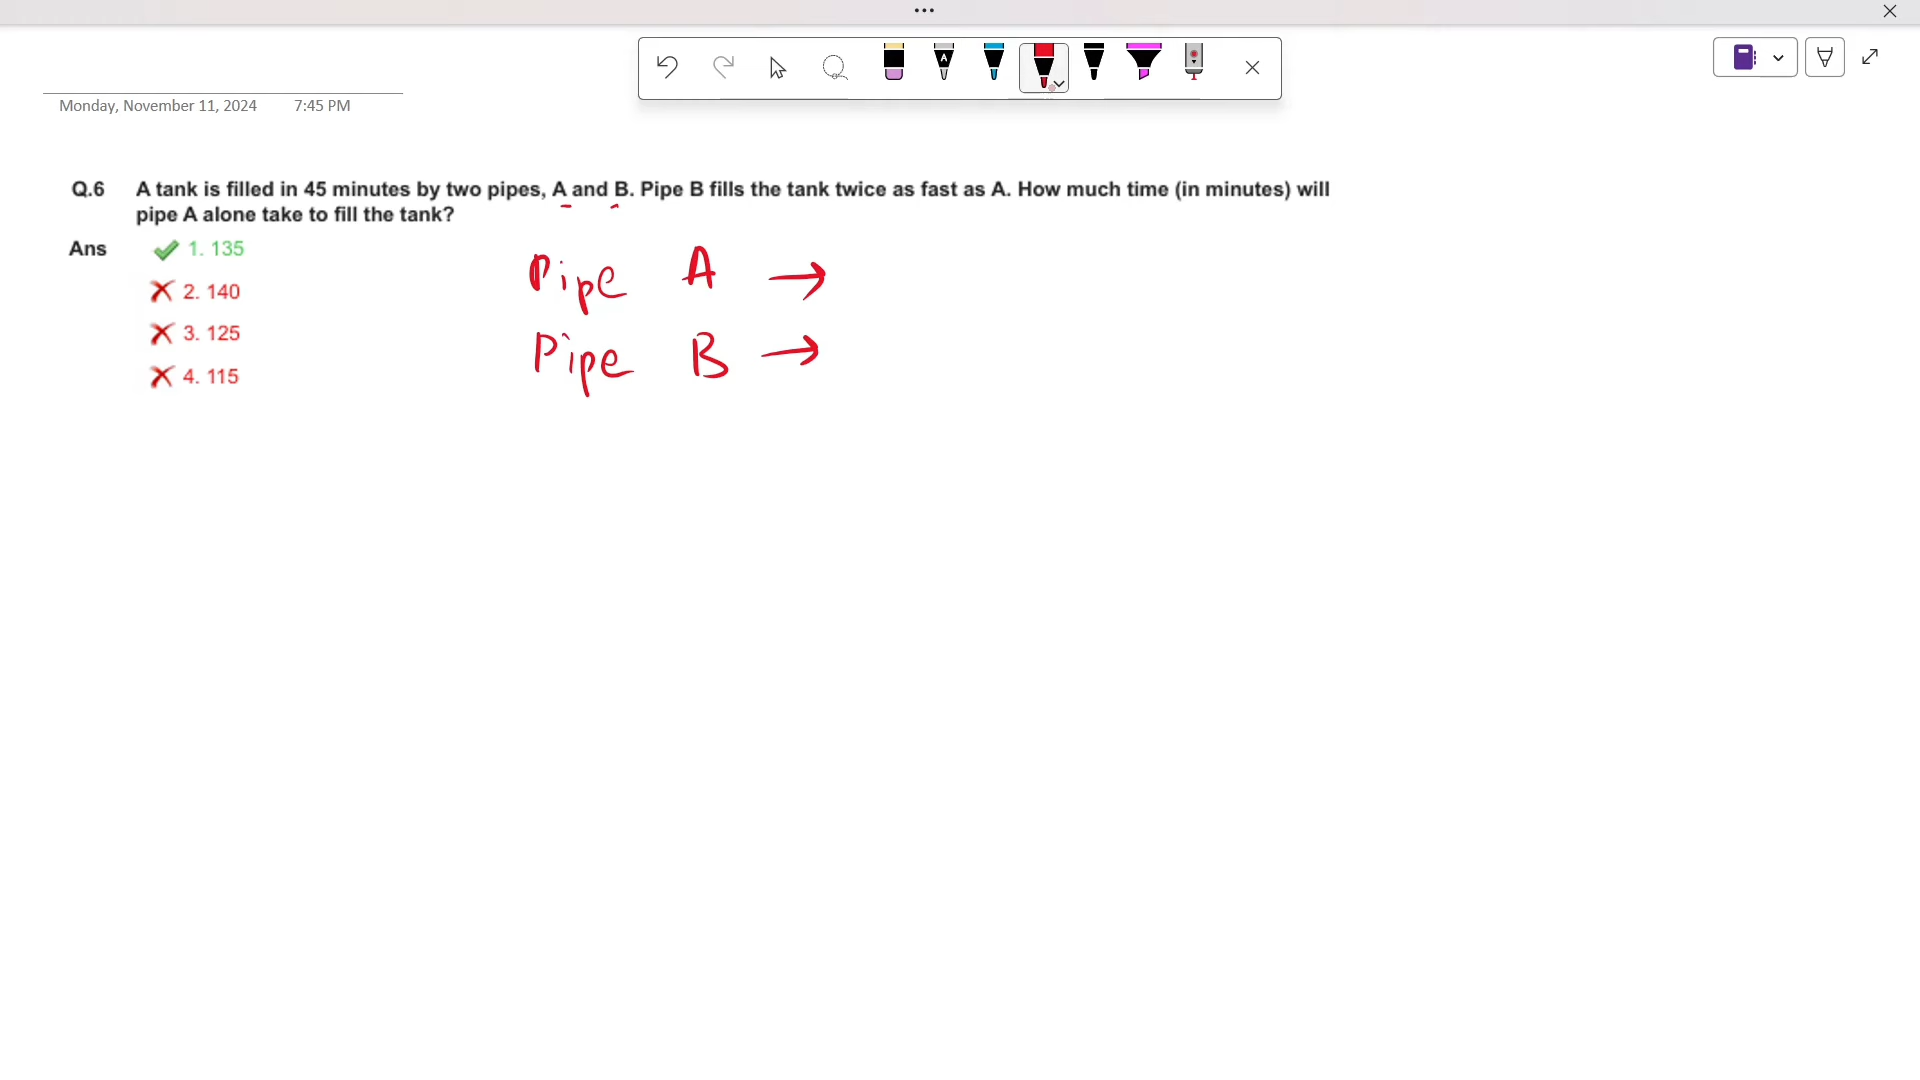 Monday, November 11, 2024 7:45 PM
Q.6 A tank is filled in 45 minutes by two pipes, A and B. Pipe B fills the tank twice as fast as A. How much time (in minutes) will
pipe A alone take to fill the tank?
Ans 1. 135
2. 140
3. 125
4. 115
Pipe A →
Pipe B →